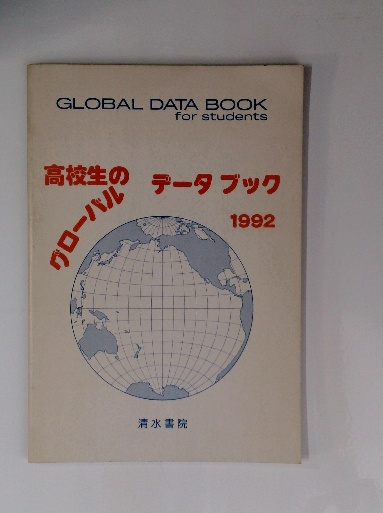 GLOBAL DATA BOOK
for students
高校生の
グローバル
データブック
1992
清水書院